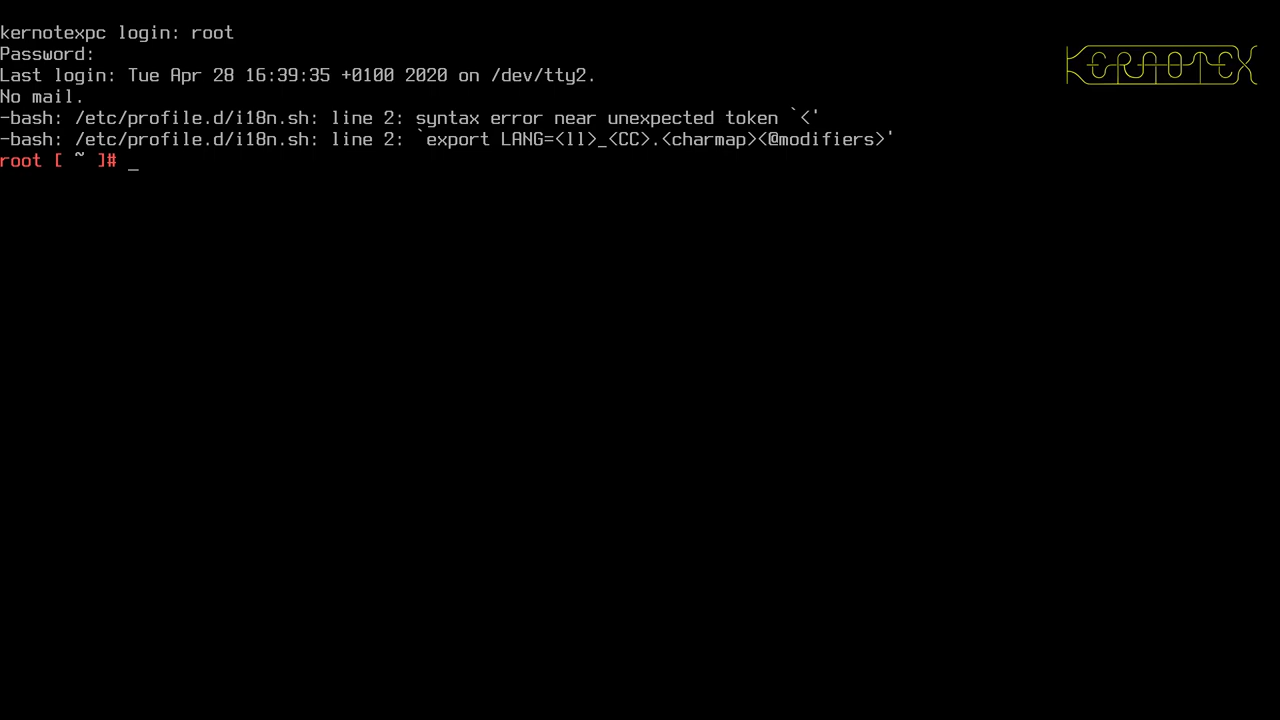 kernotexpc login: root
KERNOTEX
Password:
Last login: Tue Apr 28 16:39:35 +0100 2020 on /dev/tty2.
No mail.
-bash: /etc/profile.d/i18n.sh: line 2: syntax error near unexpected token `<'
-bash: /etc/profile.d/i18n.sh: line 2: `export LANG=<ll>_<CC>.<charmap><@modifiers>'
root [ ~ ]# _